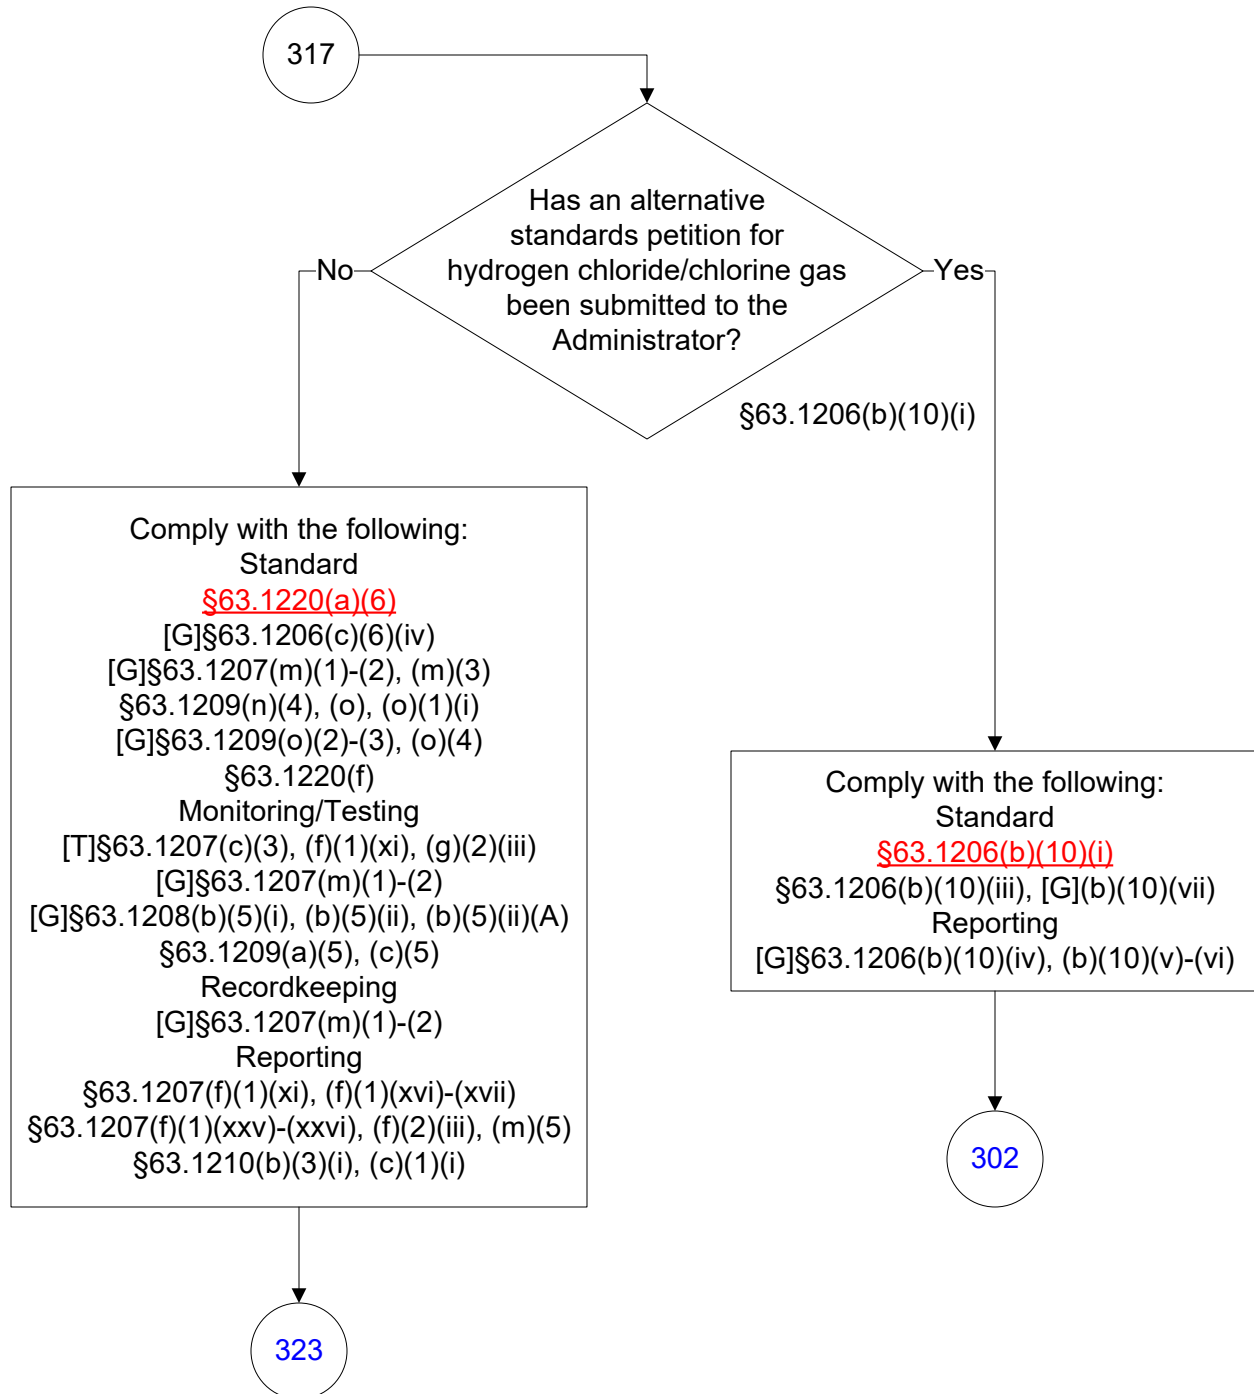 317
Has an alternative
standards petition for
hydrogen chloride/chlorine gas
been submitted to the
Administrator?
No
Yes
§63.1206(b)(10)(i)
Comply with the following:
Standard
§63.1220(a)(6)
[G]§63.1206(c)(6)(iv)
[G]§63.1207(m)(1)-(2), (m)(3)
§63.1209(n)(4), (o), (o)(1)(i)
[G]§63.1209(o)(2)-(3), (o)(4)
§63.1220(f)
Monitoring/Testing
[T]§63.1207(c)(3), (f)(1)(xi), (g)(2)(iii)
[G]§63.1207(m)(1)-(2)
[G]§63.1208(b)(5)(i), (b)(5)(ii), (b)(5)(ii)(A)
§63.1209(a)(5), (c)(5)
Recordkeeping
[G]§63.1207(m)(1)-(2)
Reporting
§63.1207(f)(1)(xi), (f)(1)(xvi)-(xvii)
§63.1207(f)(1)(xxv)-(xxvi), (f)(2)(iii), (m)(5)
§63.1210(b)(3)(i), (c)(1)(i)
323
Comply with the following:
Standard
§63.1206(b)(10)(i)
§63.1206(b)(10)(iii), [G](b)(10)(vii)
Reporting
[G]§63.1206(b)(10)(iv), (b)(10)(v)-(vi)
302